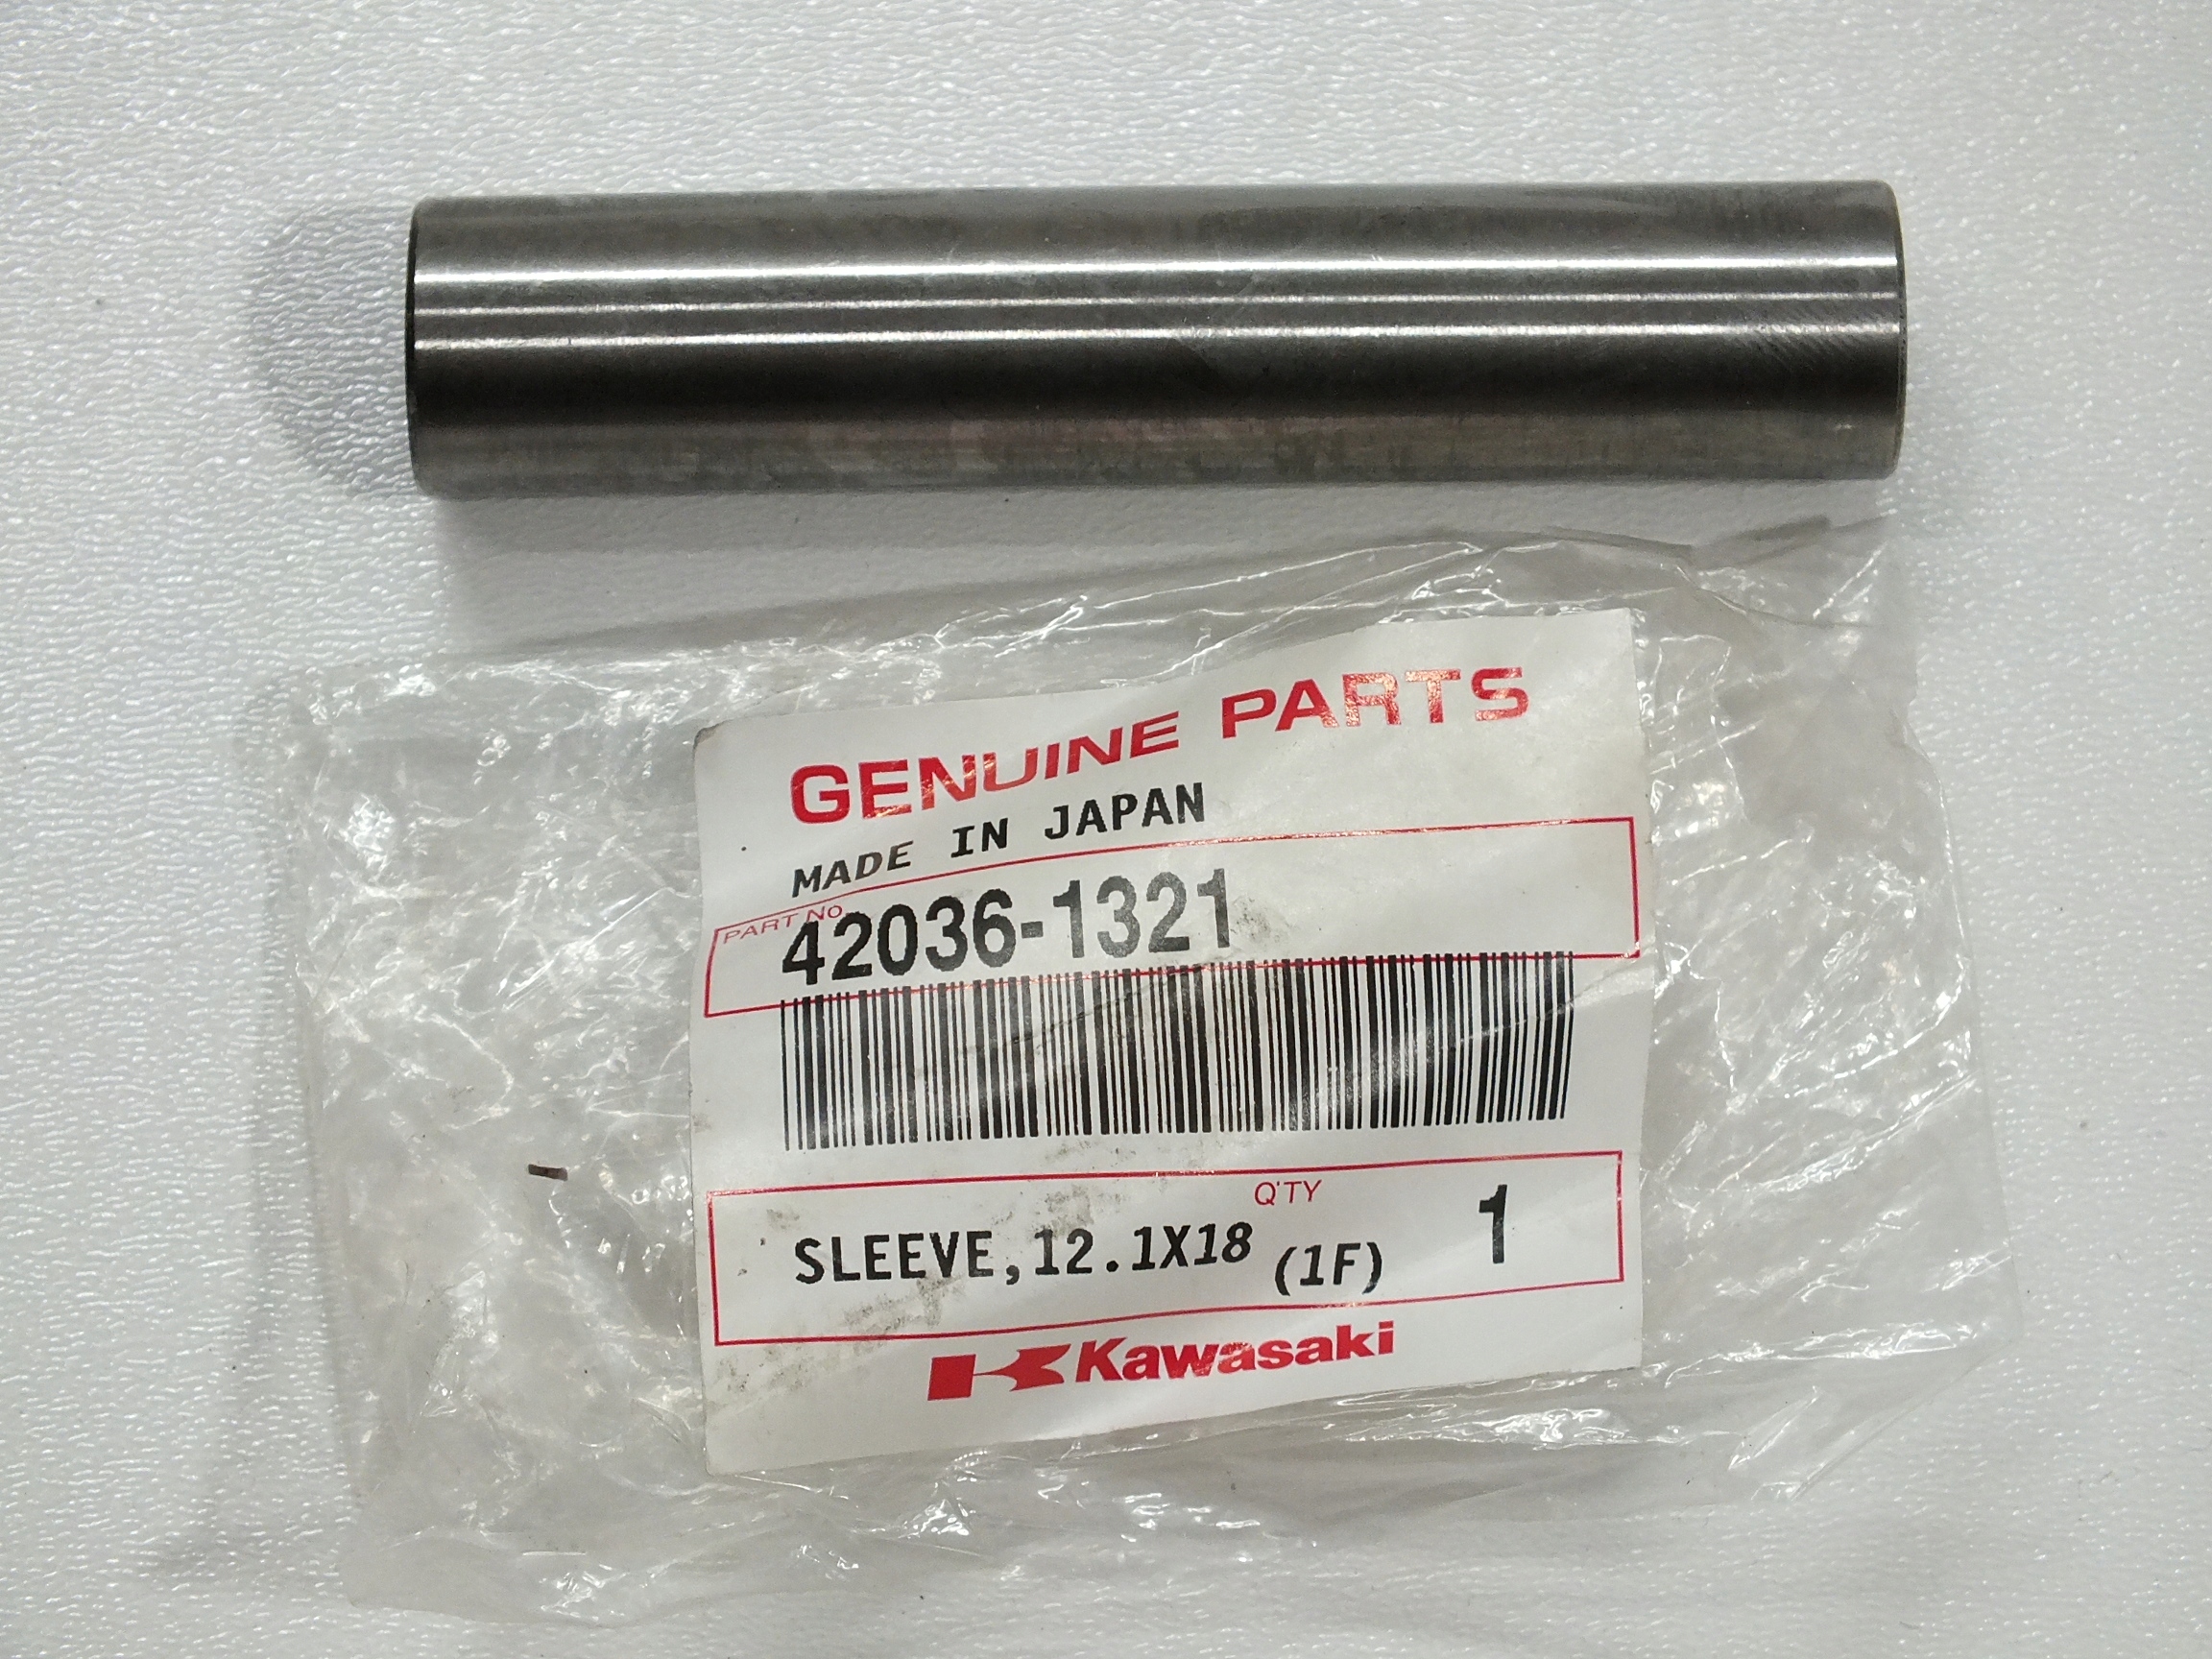 GENUINE PARTS
MADE IN JAPAN
PART No.
42036-1321
Q'TY
SLEEVE,12.1X18 (1F) 1
Kawasaki